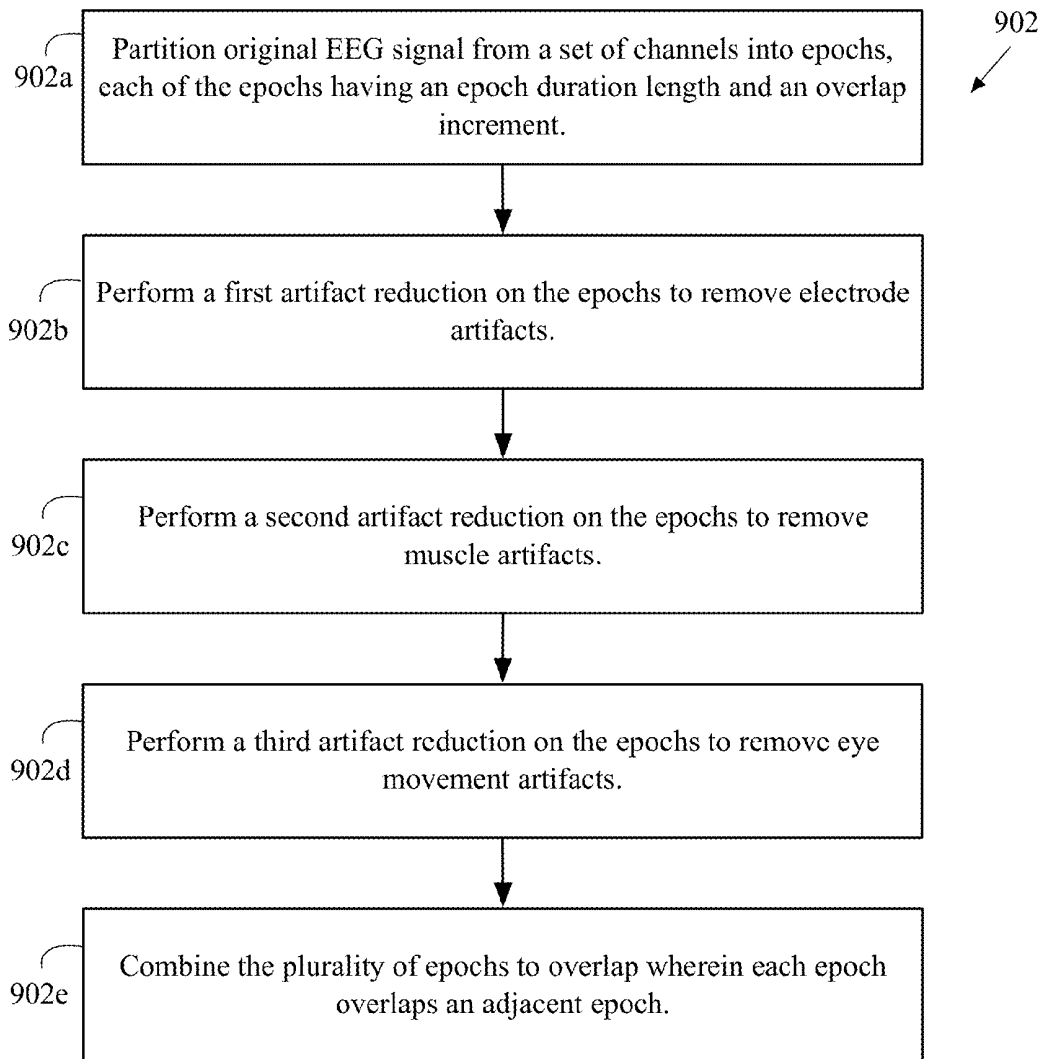 902
902a
Partition original EEG signal from a set of channels into epochs,
each of the epochs having an epoch duration length and an overlap
increment.
902b
Perform a first artifact reduction on the epochs to remove electrode
artifacts.
902c
Perform a second artifact reduction on the epochs to remove
muscle artifacts.
902d
Perform a third artifact reduction on the epochs to remove eye
movement artifacts.
902e
Combine the plurality of epochs to overlap wherein each epoch
overlaps an adjacent epoch.